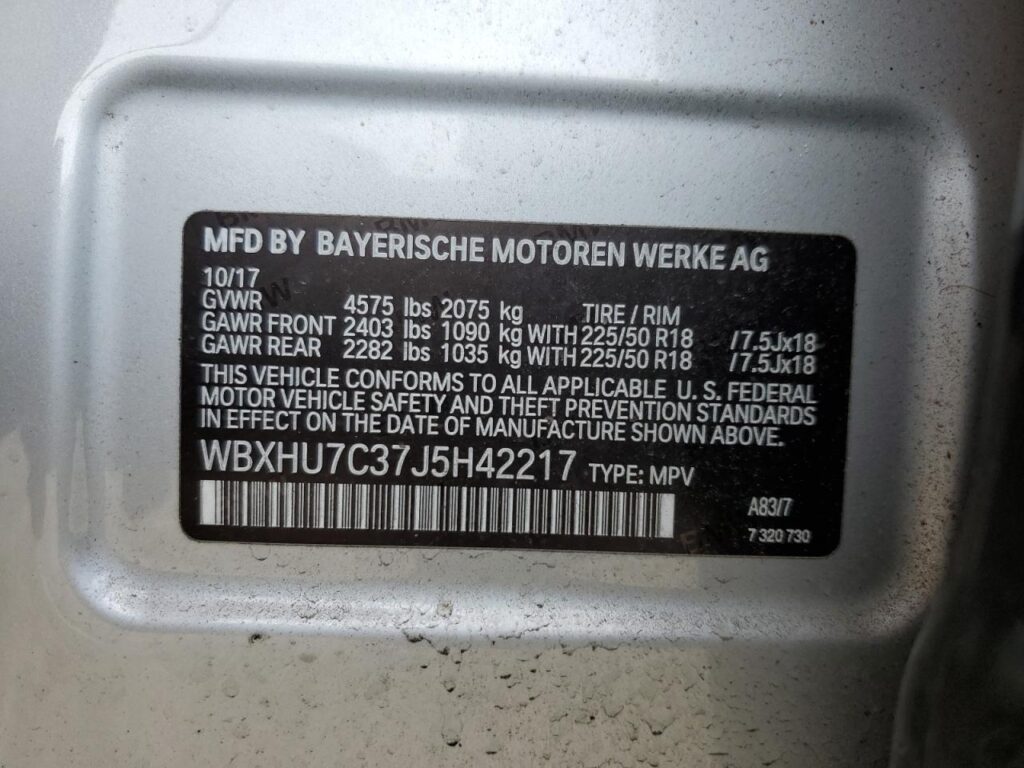 MFD BY BAYERISCHE MOTOREN WERKE AG
10/17
GVWR 4575 lbs 2075 kg TIRE / RIM
GAWR FRONT 2403 lbs 1090 kg WITH 225/50 R18 /7.5Jx18
GAWR REAR 2282 lbs 1035 kg WITH 225/50 R18 /7.5Jx18
THIS VEHICLE CONFORMS TO ALL APPLICABLE U. S. FEDERAL
MOTOR VEHICLE SAFETY AND THEFT PREVENTION STANDARDS
IN EFFECT ON THE DATE OF MANUFACTURE SHOWN ABOVE.
WBXHU7C37J5H42217 TYPE: MPV
A83/7
7 320 730